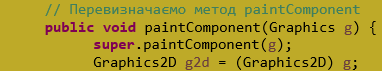 // Перевизначаємо метод paintComponent
public void paintComponent(Graphics g) {
super.paintComponent(g);
Graphics2D g2d = (Graphics2D) g;